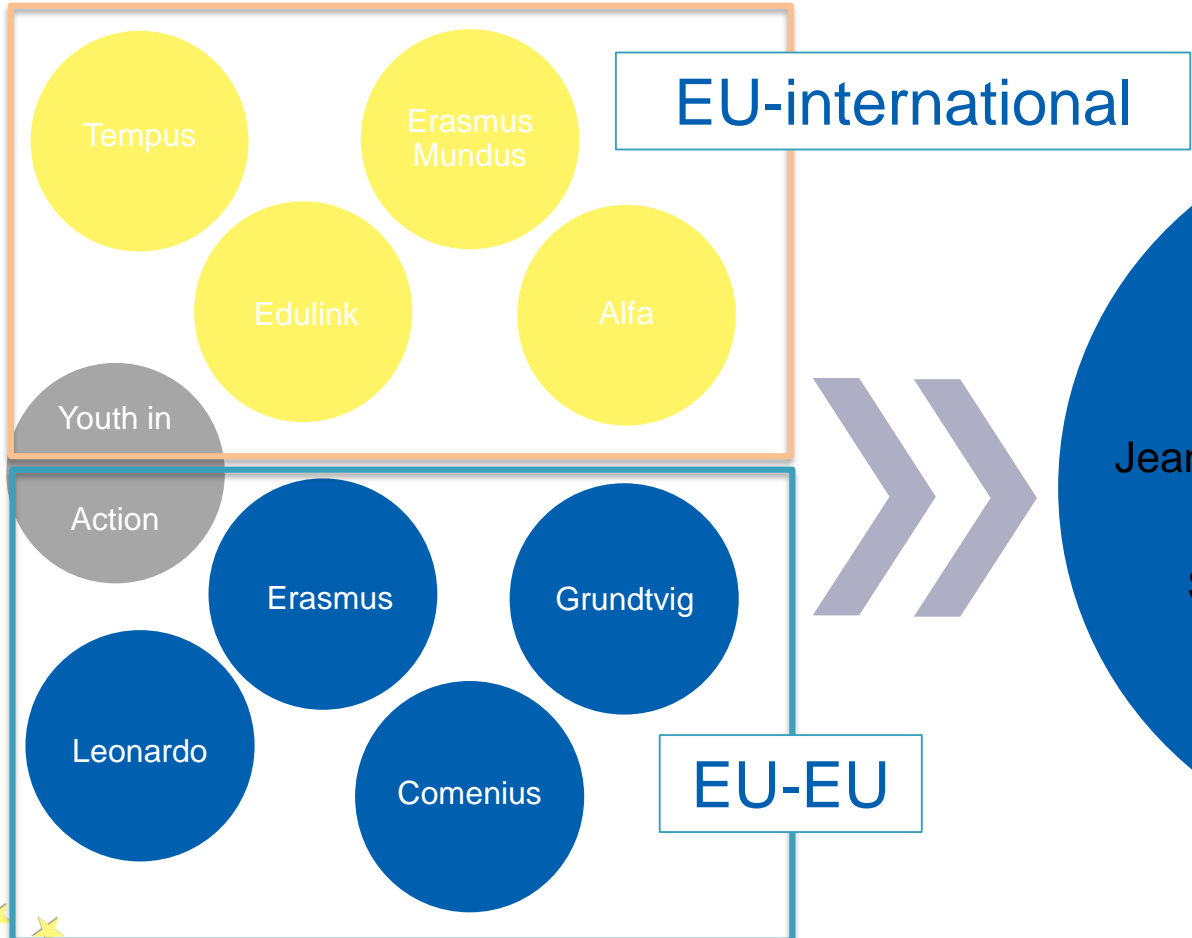 EU-international
Tempus
Erasmus
Mundus
Edulink
Alfa
Youth in
Action
Erasmus
Grundtvig
Leonardo
Comenius
EU-EU